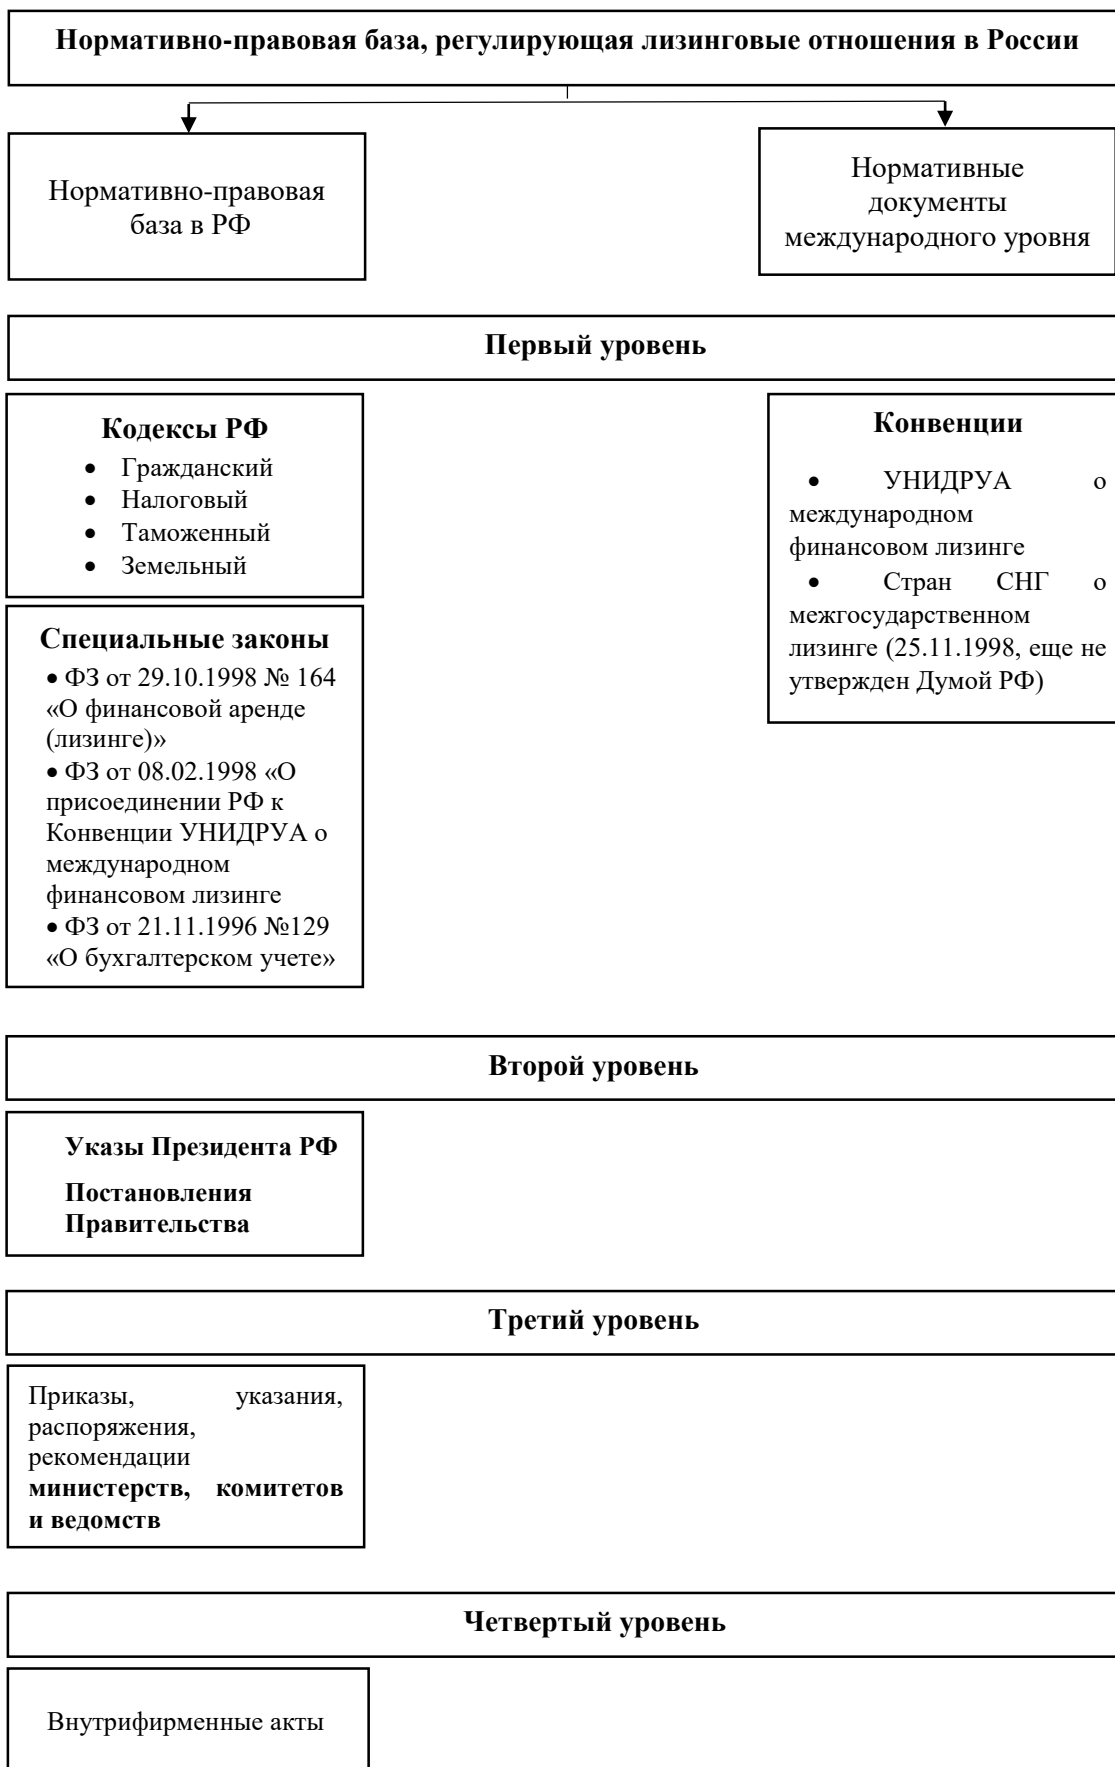 Нормативно-правовая база, регулирующая лизинговые отношения в России
Нормативно-правовая
база в РФ
Нормативные
документы
международного уровня
Первый уровень
Кодексы РФ
• Гражданский
• Налоговый
• Таможенный
• Земельный
Специальные законы
• ФЗ от 29.10.1998 № 164
«О финансовой аренде
(лизинге)»
• ФЗ от 08.02.1998 «О
присоединении РФ к
Конвенции УНИДРУА о
международном
финансовом лизинге
• ФЗ от 21.11.1996 №129
«О бухгалтерском учете»
Конвенции
• УНИДРУА о
международном
финансовом лизинге
• Стран СНГ о
межгосударственном
лизинге (25.11.1998, еще не
утвержден Думой РФ)
Второй уровень
Указы Президента РФ
Постановления
Правительства
Третий уровень
Приказы, указания,
распоряжения,
рекомендации
министерств, комитетов
и ведомств
Четвертый уровень
Внутрифирменные акты